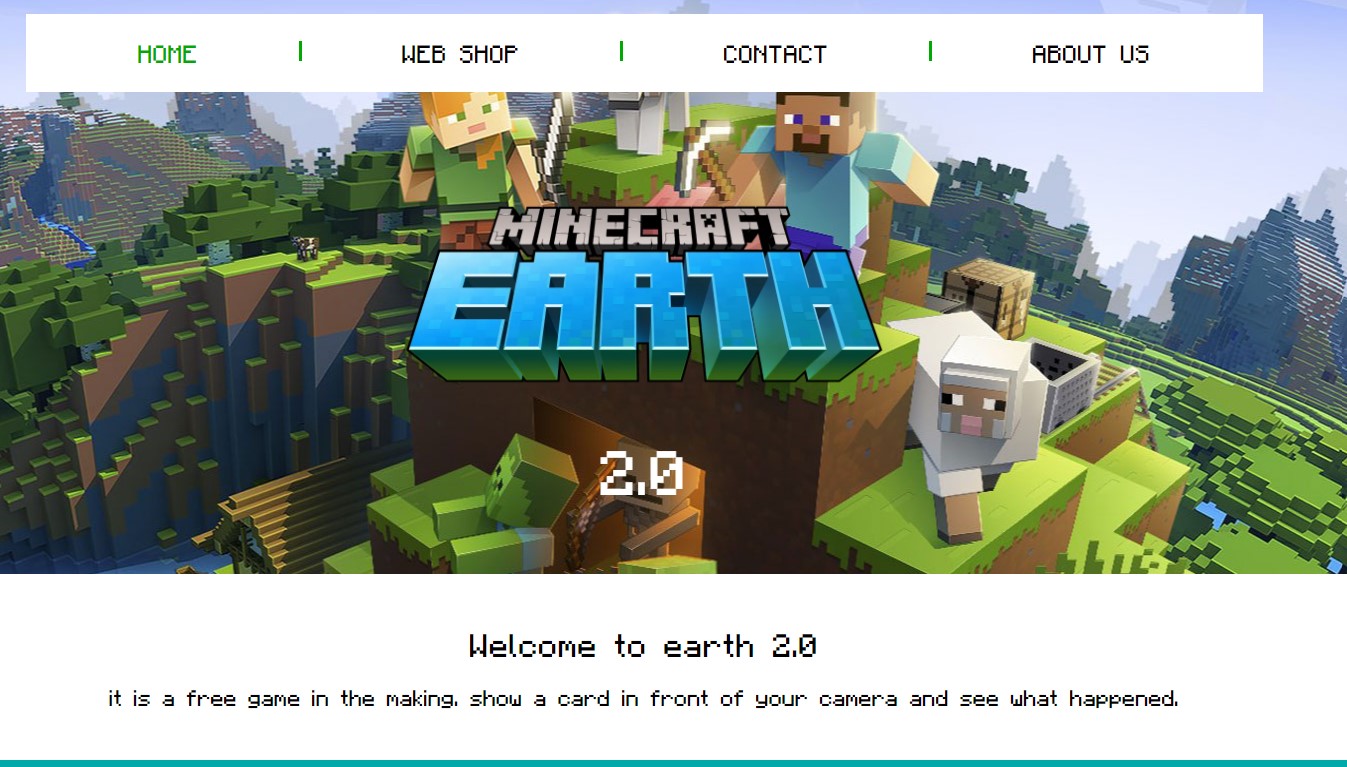 HOME | WEB SHOP | CONTACT | ABOUT US
MINECRAFT
EARTH
2.0
Welcome to earth 2.0
it is a free game in the making. show a card in front of your camera and see what happened.